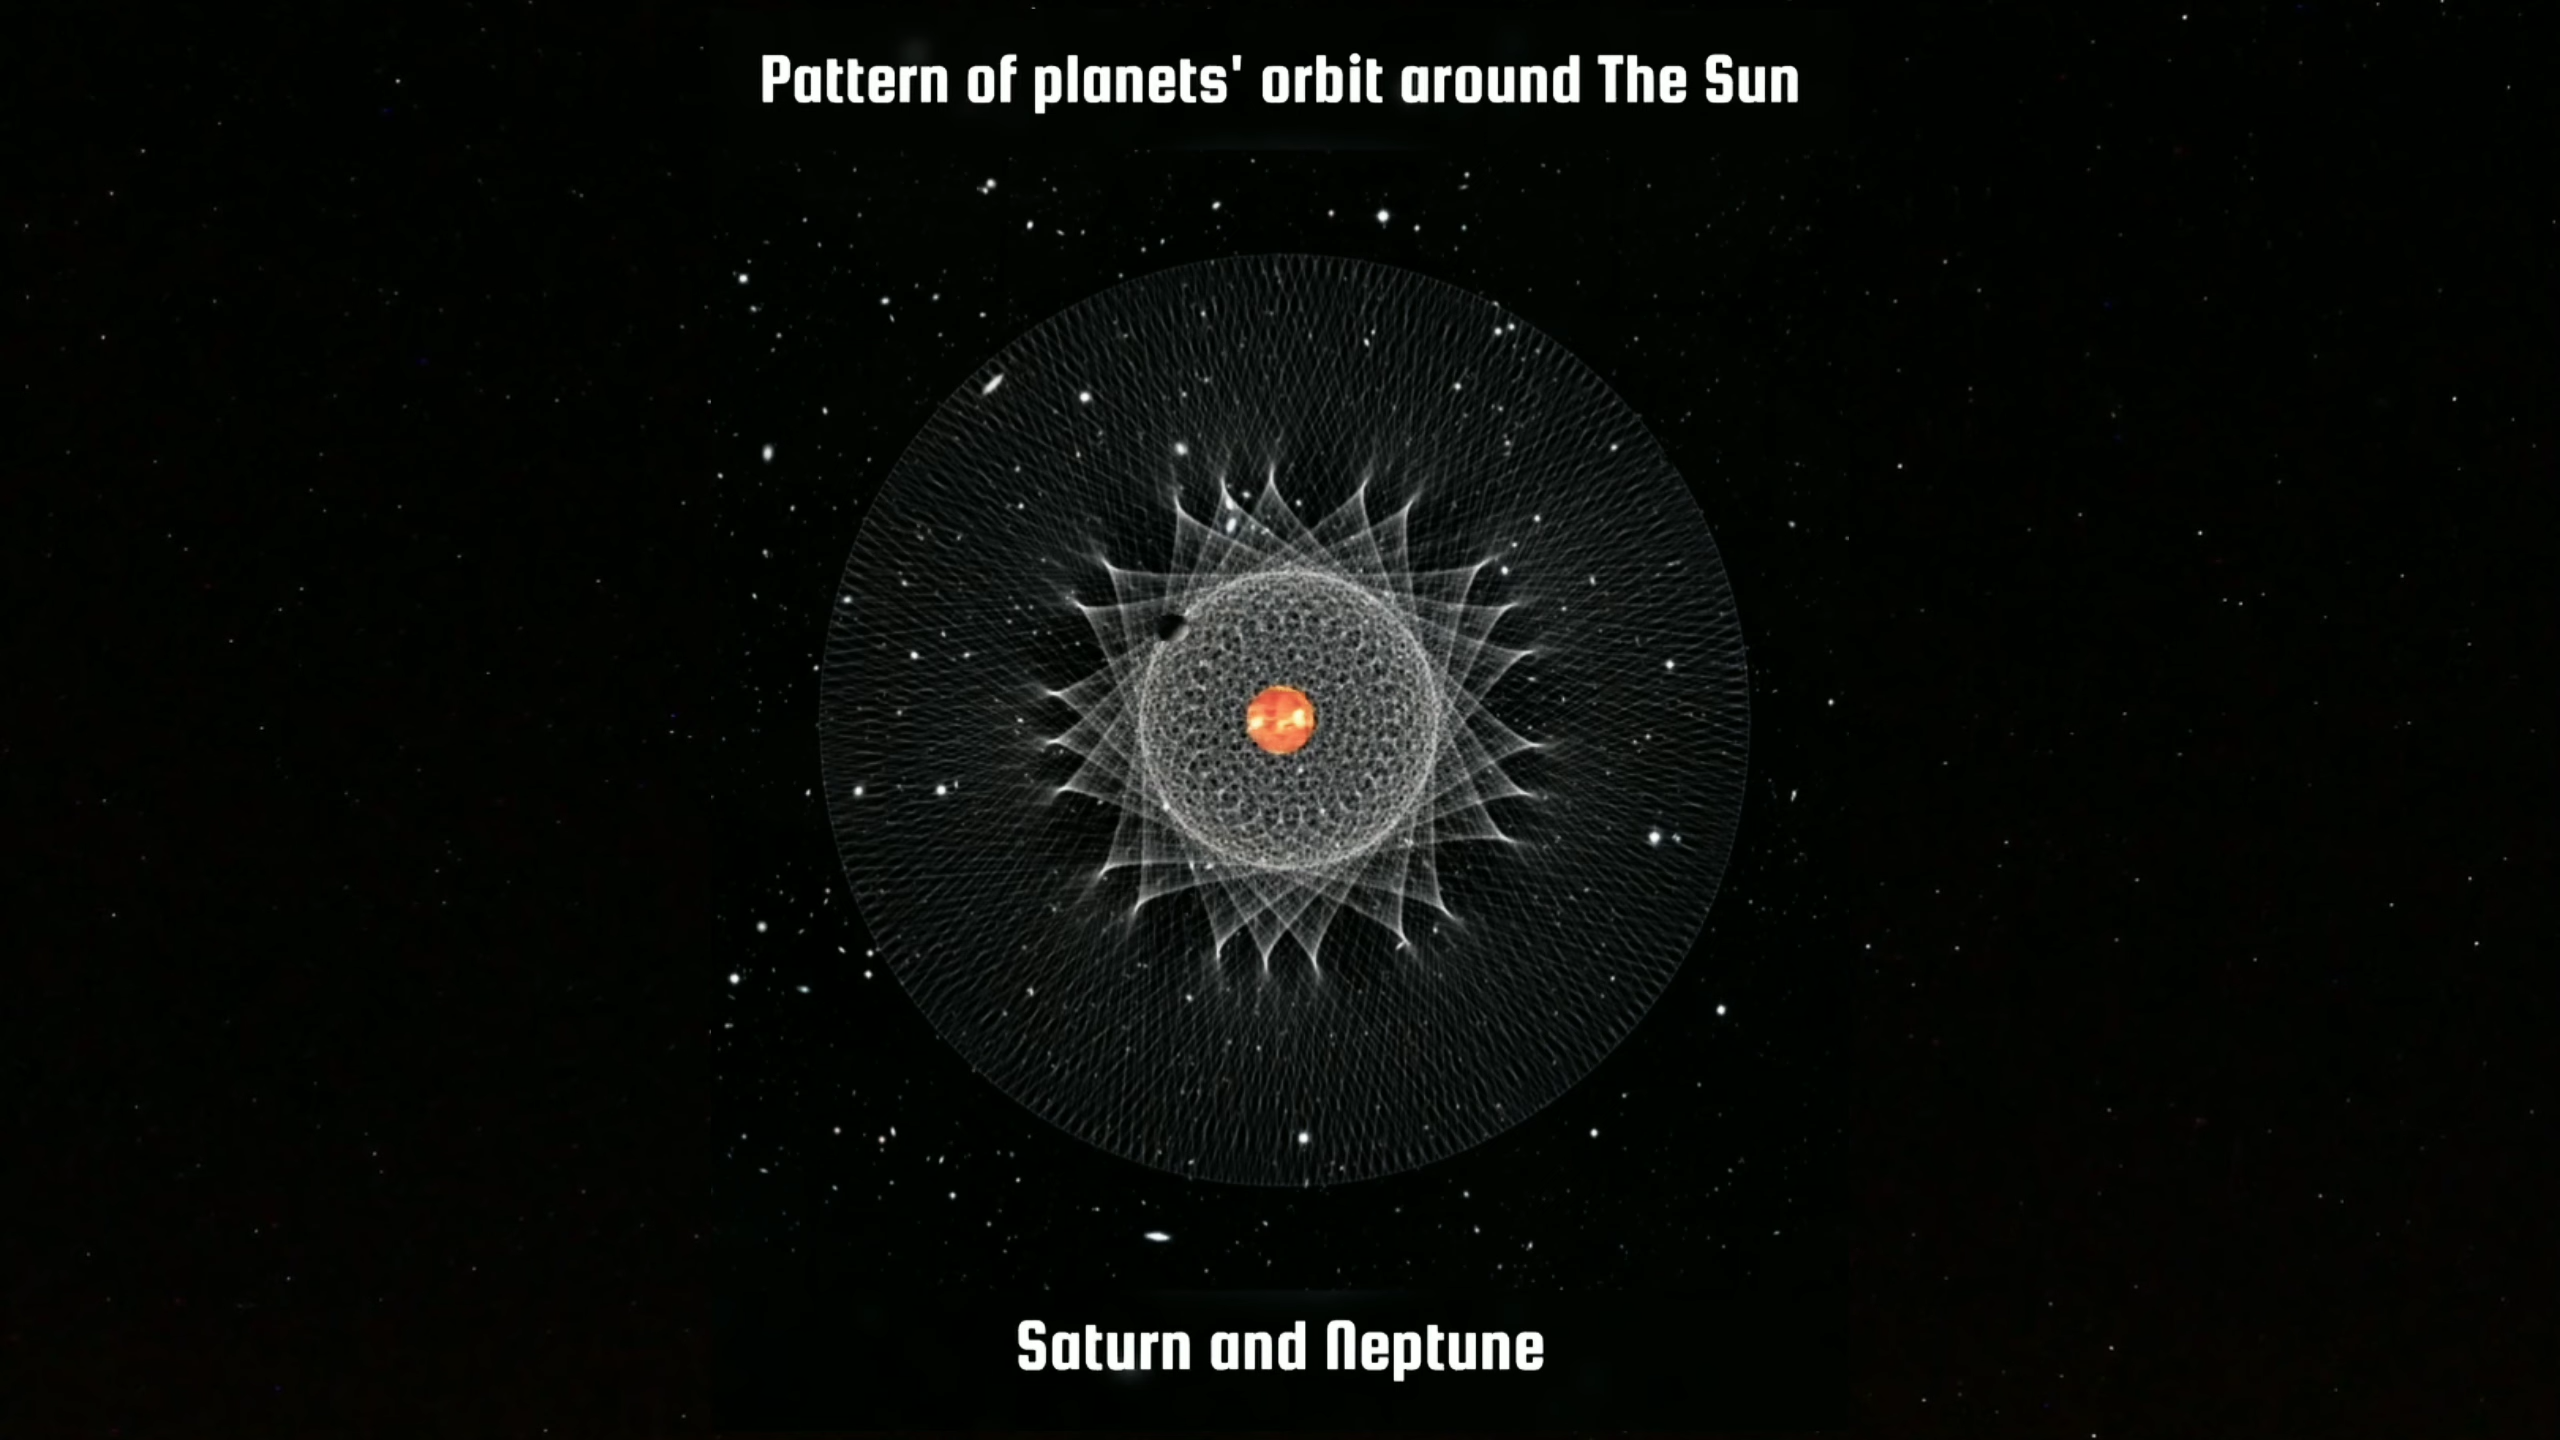 Pattern of planets' orbit around The Sun
Saturn and Neptune